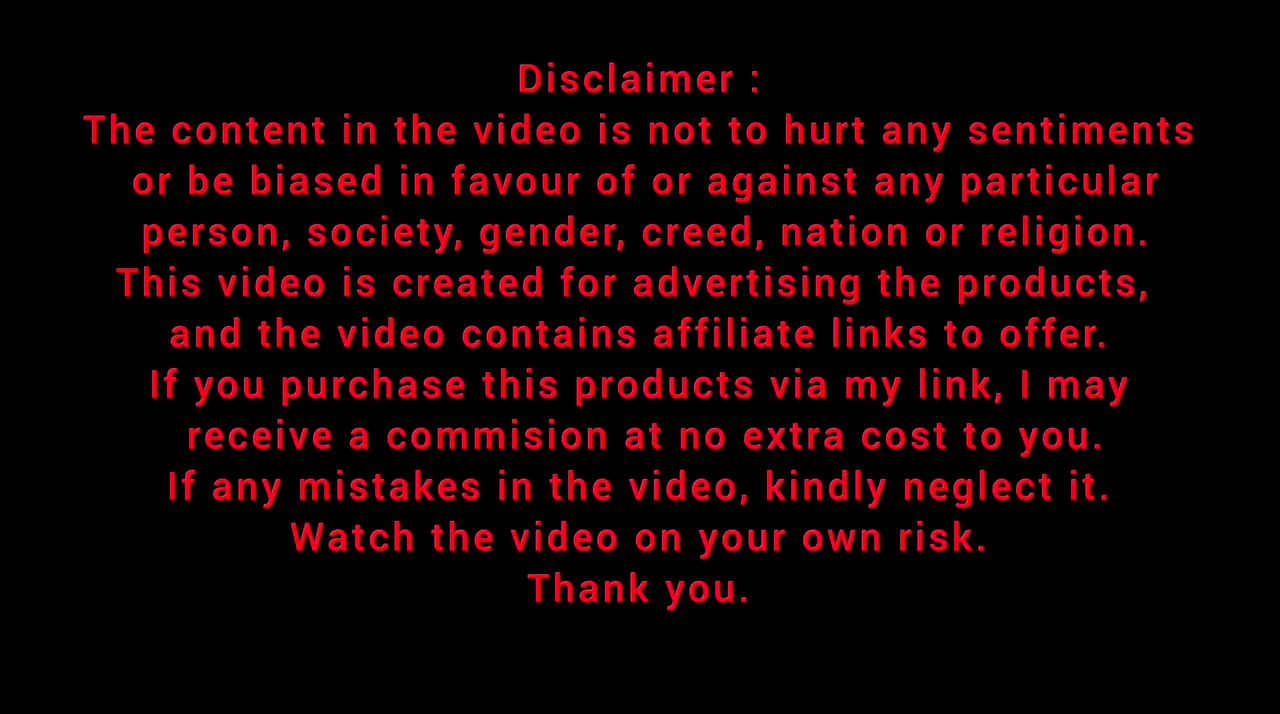 Disclaimer :
The content in the video is not to hurt any sentiments
or be biased in favour of or against any particular
person, society, gender, creed, nation or religion.
This video is created for advertising the products,
and the video contains affiliate links to offer.
If you purchase this products via my link, I may
receive a commision at no extra cost to you.
If any mistakes in the video, kindly neglect it.
Watch the video on your own risk.
Thank you.